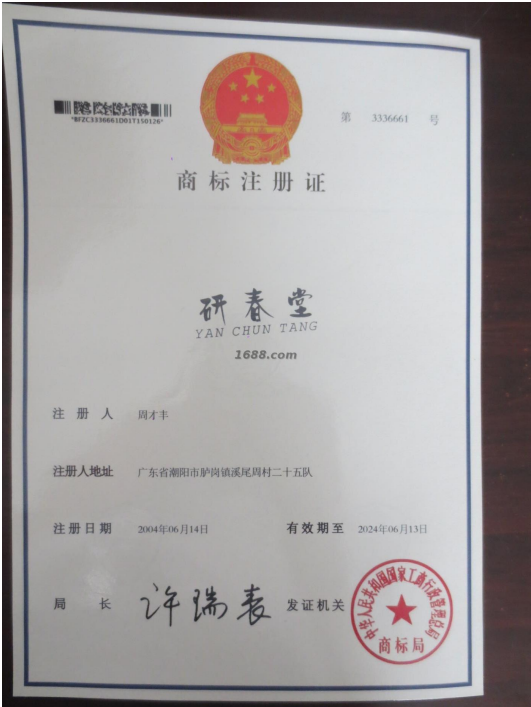 *BFZC3336661D01T150126*
第 3336661 号
商标注册证
研春堂
YAN CHUN TANG
1688.com
注册人 周才丰
注册人地址 广东省潮阳市胪岗镇溪尾周村二十五队
注册日期 2004年06月14日 有效期至 2024年06月13日
局长 许瑞表 发证机关
中华人民共和国国家工商行政管理总局
商标局